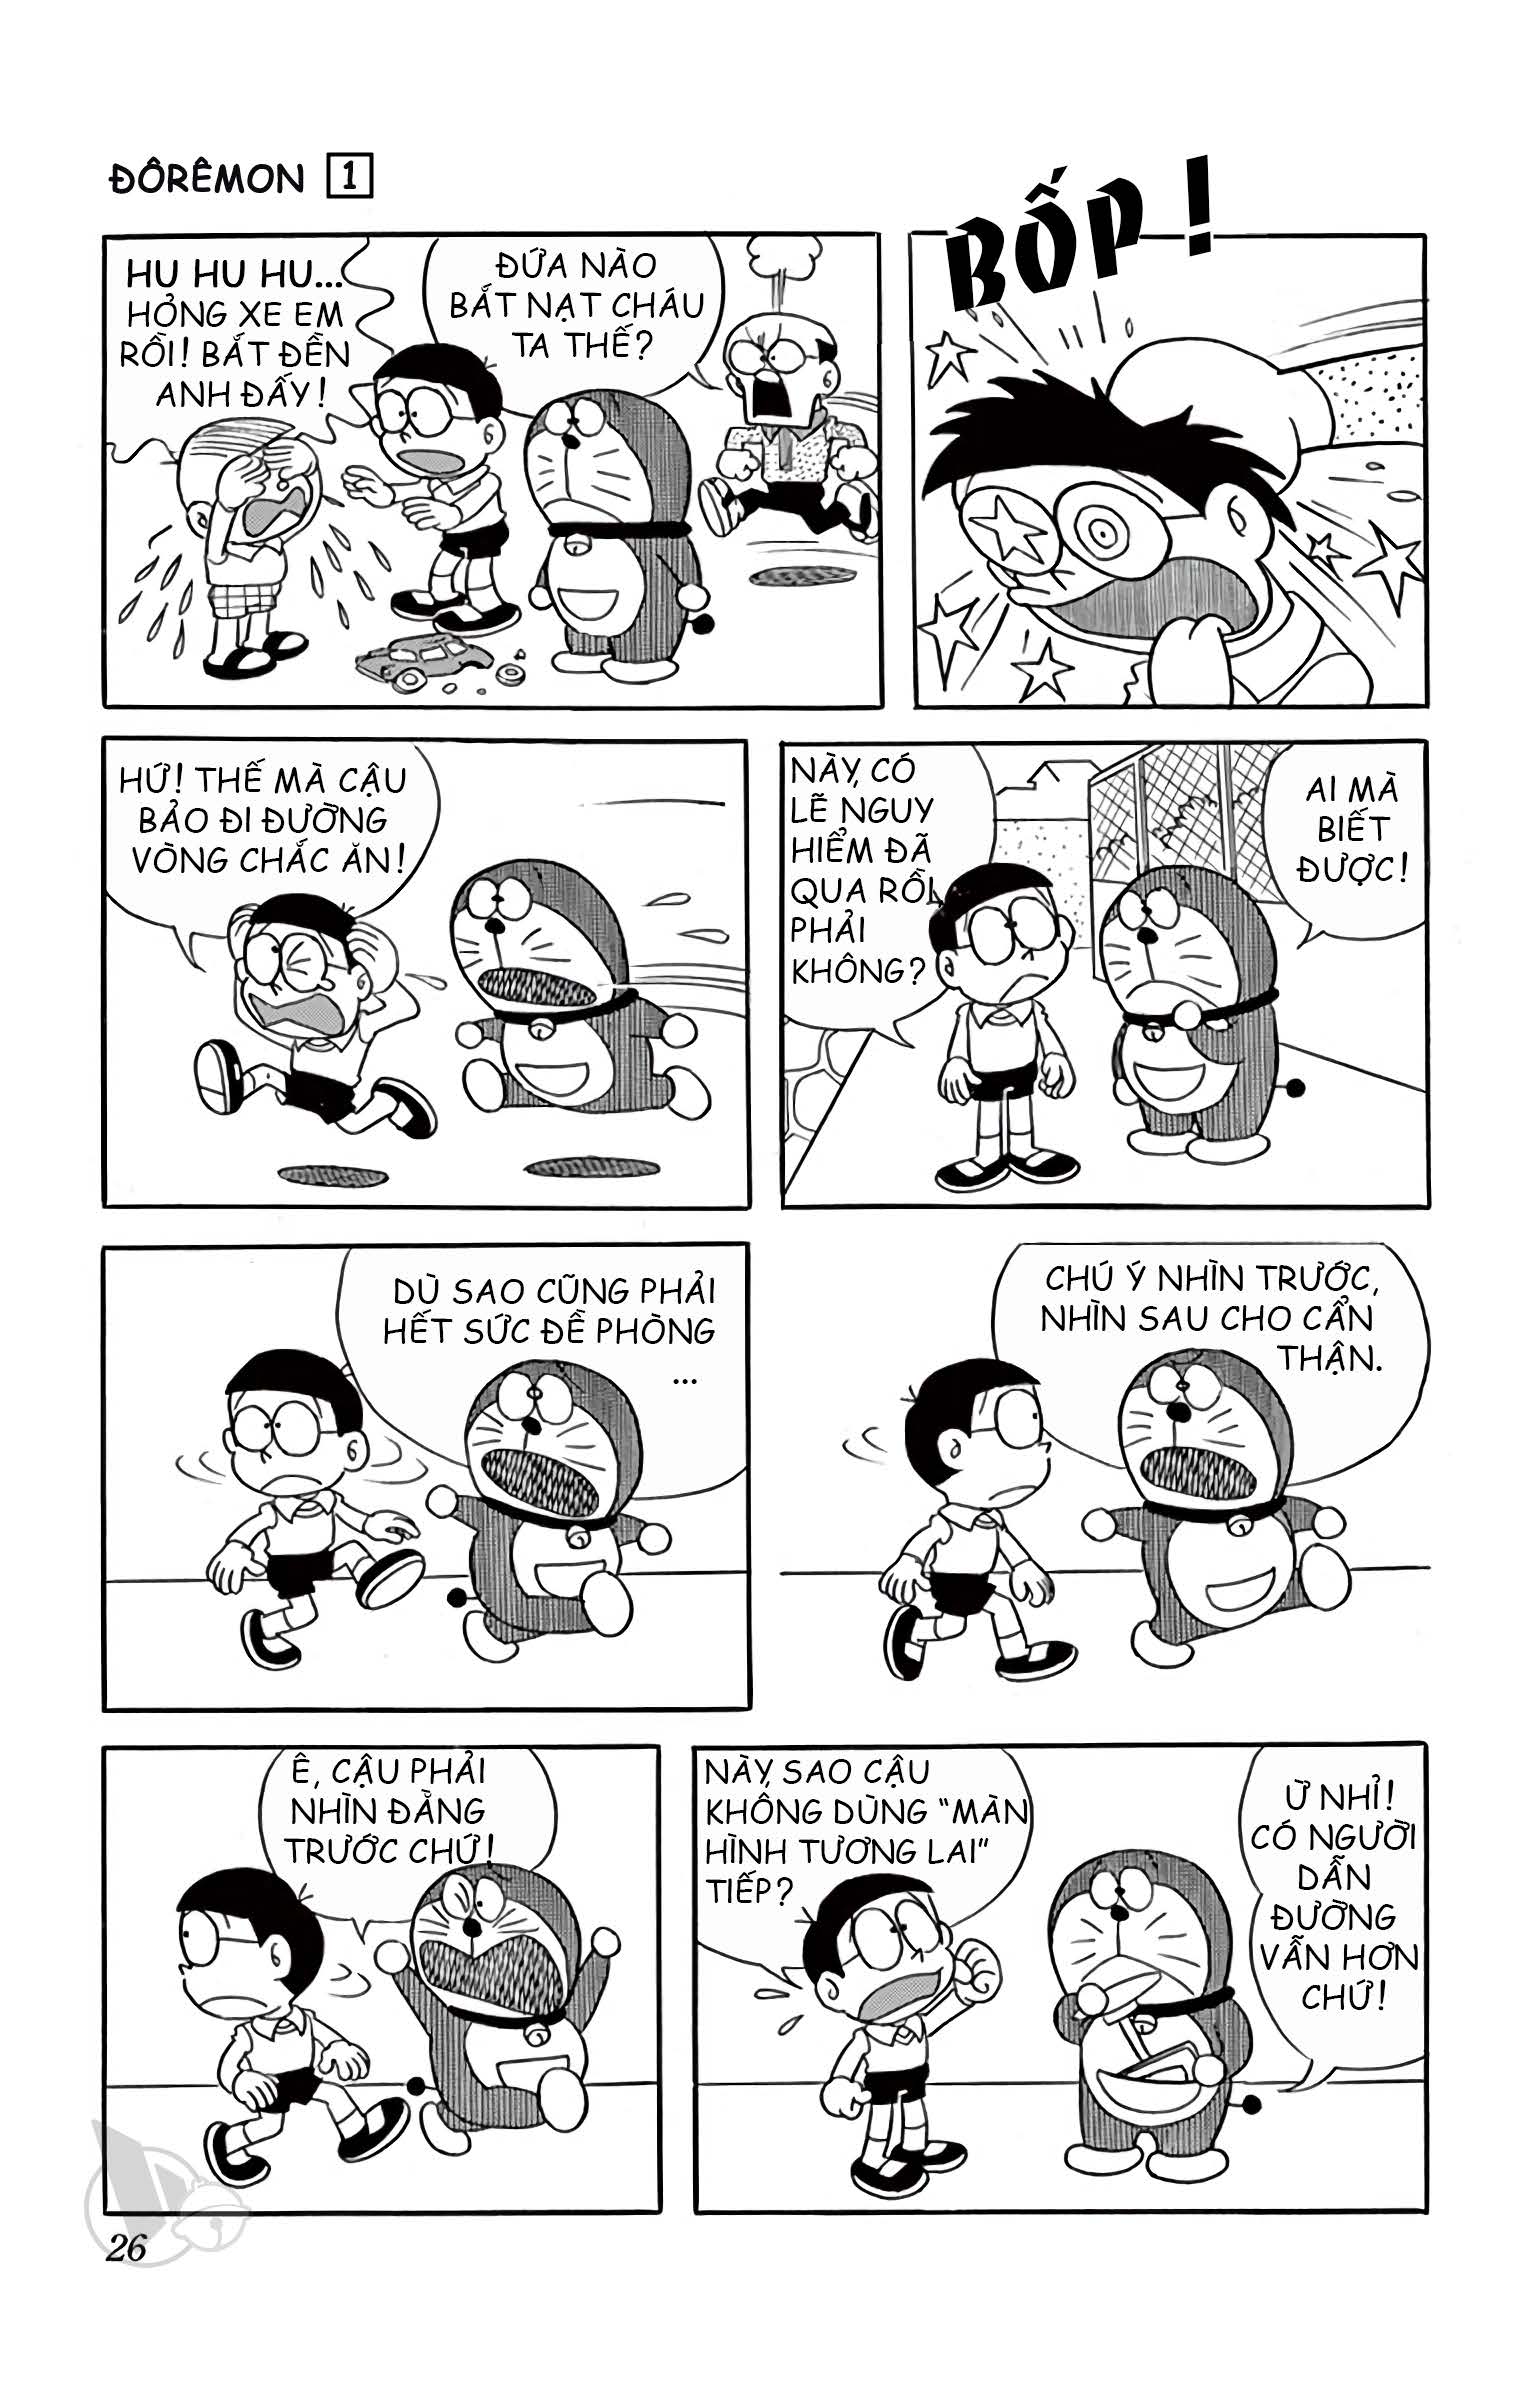 ĐÔRÊMON 1
HU HU HU...
HỎNG XE EM
RỒI! BẮT ĐỀN
ANH ĐẤY!
ĐỨA NÀO
BẮT NẠT CHÁU
TA THẾ?
BỐP!
HỨ! THẾ MÀ CẬU
BẢO ĐI ĐƯỜNG
VÒNG CHẮC ĂN!
NÀY, CÓ
LẼ NGUY
HIỂM ĐÃ
QUA RỒI,
PHẢI
KHÔNG?
AI MÀ
BIẾT
ĐƯỢC!
DÙ SAO CŨNG PHẢI
HẾT SỨC ĐỀ PHÒNG
...
CHÚ Ý NHÌN TRƯỚC,
NHÌN SAU CHO CẨN
THẬN.
Ê, CẬU PHẢI
NHÌN ĐẰNG
TRƯỚC CHỨ!
NÀY, SAO CẬU
KHÔNG DÙNG “MÀN
HÌNH TƯƠNG LAI”
TIẾP?
Ừ NHỈ!
CÓ NGƯỜI
DẪN
ĐƯỜNG
VẪN HƠN
CHỨ!
26